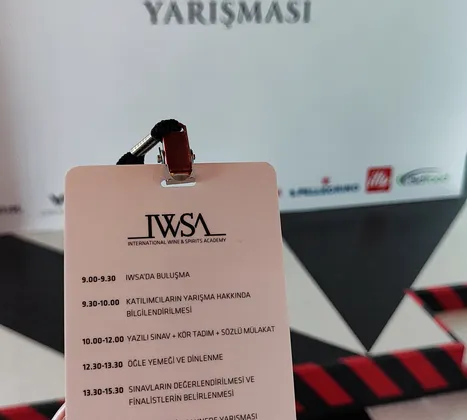 YARIŞMASI
S.PELLEGRINO
illy
IWSA
INTERNATIONAL WINE & SPIRITS ACADEMY
9.00-9.30 IWSA'DA BULUŞMA
9.30-10.00 KATILIMCILARIN YARIŞMA HAKKINDA
BİLGİLENDİRİLMESİ
10.00-12.00 YAZILI SINAV + KÖR TADIM + SÖZLÜ MÜLAKAT
12.30-13.30 ÖĞLE YEMEĞİ VE DİNLENME
13.30-15.30 SINAVLARIN DEĞERLENDİRİLMESİ VE
FİNALİSTLERİN BELİRLENMESİ
YARIŞMASI